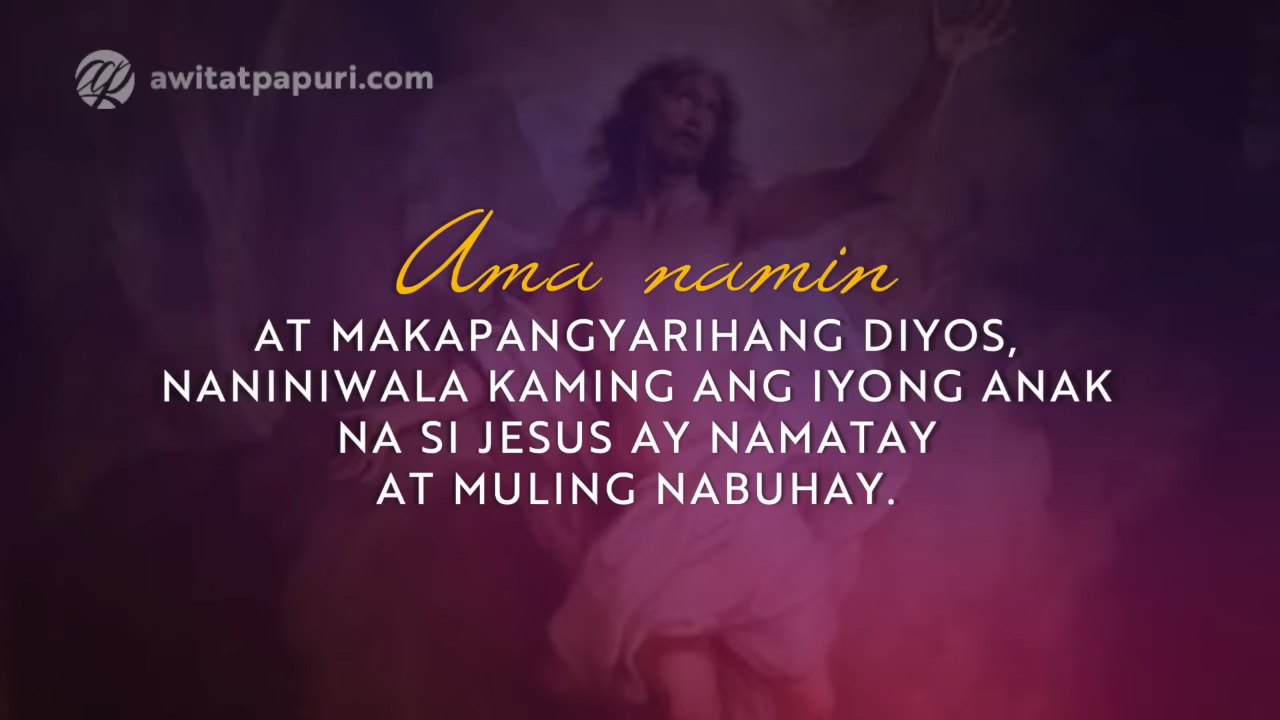 awitatpapuri.com
Ama namin
AT MAKAPANGYARIHANG DIYOS,
NANINIWALA KAMING ANG IYONG ANAK
NA SI JESUS AY NAMATAY
AT MULING NABUHAY.